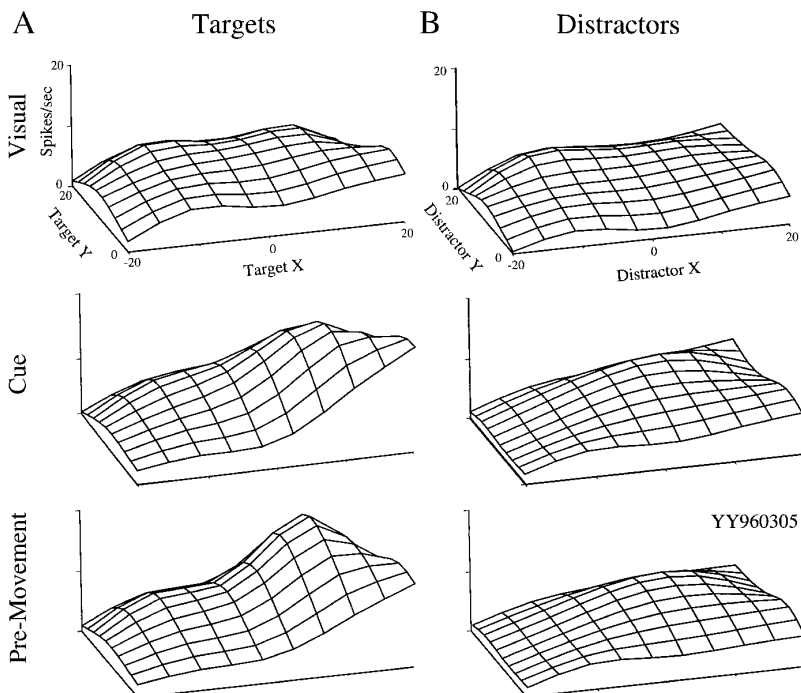 A Targets
B Distractors
Visual
Spikes/sec
20
0
20
Target Y
0
-20
0
20
Target X
20
0
20
Distractor Y
0
-20
0
20
Distractor X
Cue
Pre-Movement
YY960305